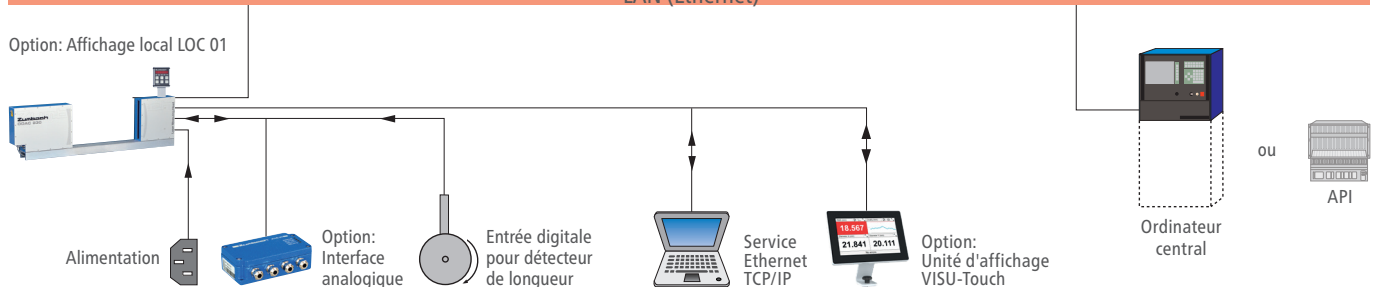 LAN (Ethernet)
Option: Affichage local LOC 01
Zumbach
ou
API
Ordinateur
central
Alimentation
Option:
Interface
analogique
Entrée digitale
pour détecteur
de longueur
Service
Ethernet
TCP/IP
18.567
21.841 20.111
Option:
Unité d'affichage
VISU-Touch